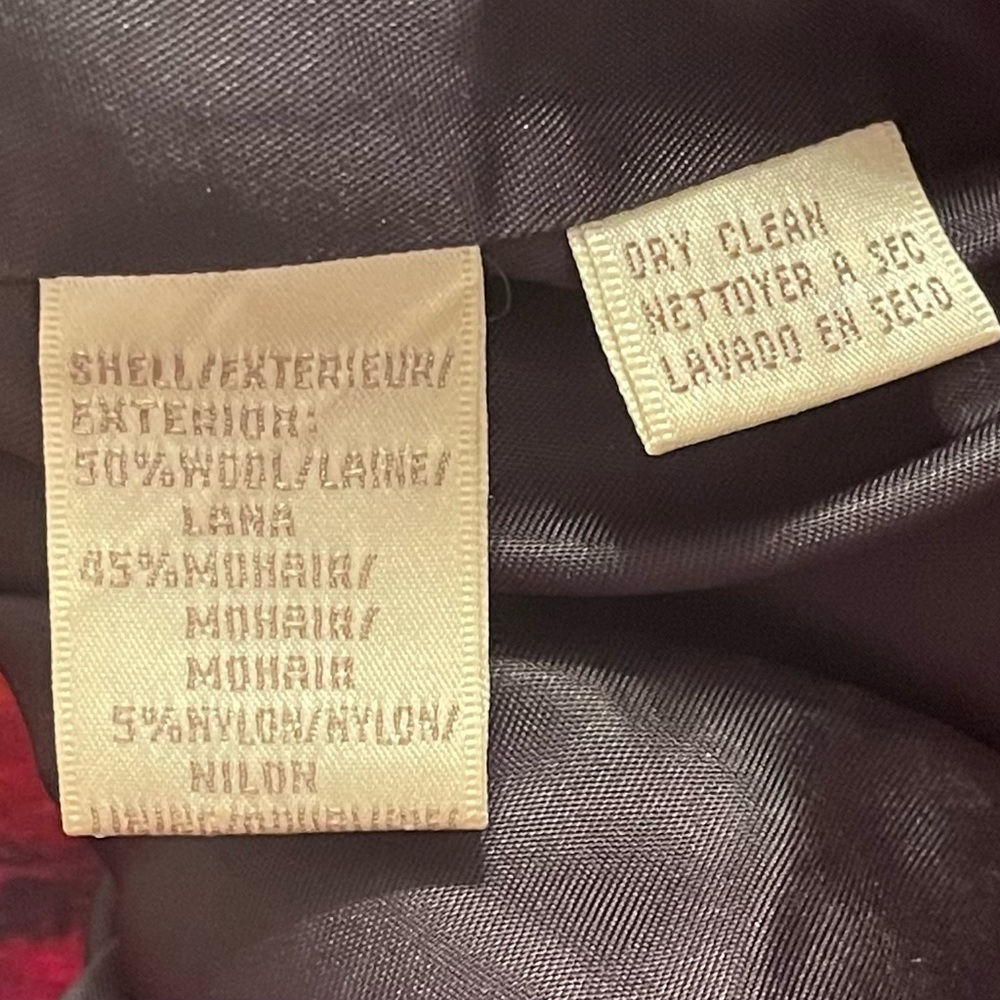 SHELL/EXTERIEUR/
EXTERIOR:
50%WOOL/LAINE/
LANA
45%MOHAIR/
MOHAIR/
MOHAIR
5%NYLON/NYLON/
NILON
DRY CLEAN
NETTOYER A SEC
LAVADO EN SECO